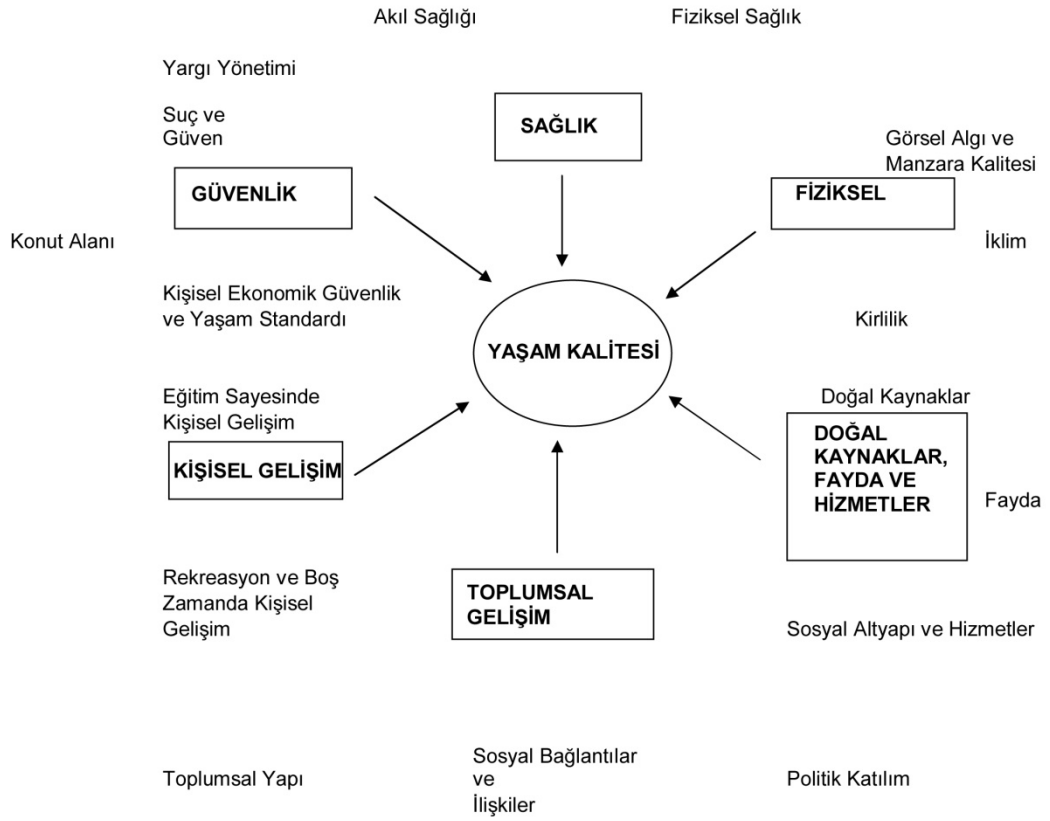 Akıl Sağlığı
Fiziksel Sağlık
Yargı Yönetimi
Suç ve
Güven
SAĞLIK
Görsel Algı ve
Manzara Kalitesi
GÜVENLİK
FİZİKSEL
Konut Alanı
İklim
Kişisel Ekonomik Güvenlik
ve Yaşam Standardı
Kirlilik
YAŞAM KALİTESİ
Eğitim Sayesinde
Kişisel Gelişim
Doğal Kaynaklar
KİŞİSEL GELİŞİM
DOĞAL
KAYNAKLAR,
FAYDA VE
HİZMETLER
Fayda
Rekreasyon ve Boş
Zamanda Kişisel
Gelişim
TOPLUMSAL
GELİŞİM
Sosyal Altyapı ve Hizmetler
Toplumsal Yapı
Sosyal Bağlantılar
ve
İlişkiler
Politik Katılım